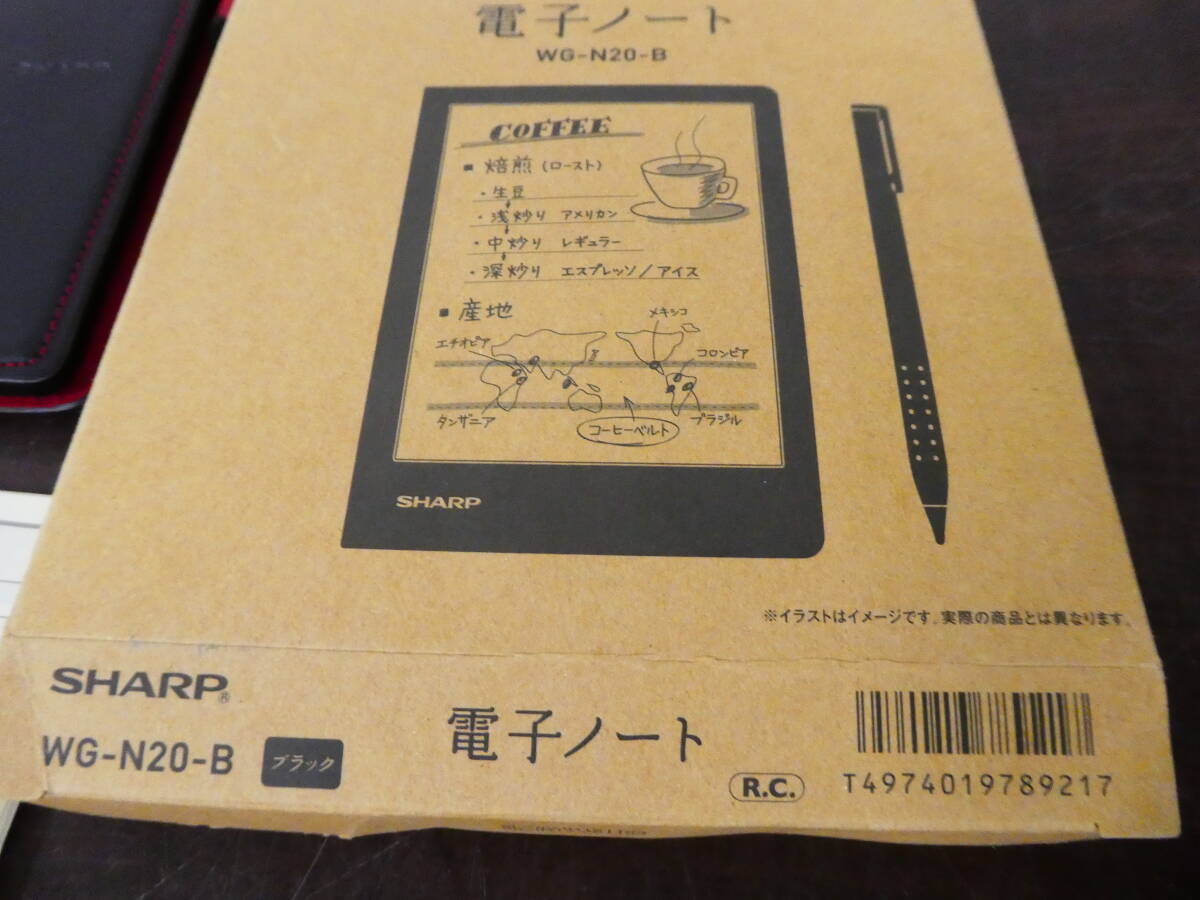 電子ノート
WG-N20-B
COFFEE
■ 焙煎 (ロースト)
・生豆
・浅炒り アメリカン
・中炒り レギュラー
・深炒り エスプレッソ/アイス
■ 産地
メキシコ
エチオピア
コロンビア
タンザニア
コーヒーベルト
ブラジル
SHARP
※イラストはイメージです。実際の商品とは異なります。
SHARP®
WG-N20-B ブラック
電子ノート
R.C.
T4974019789217